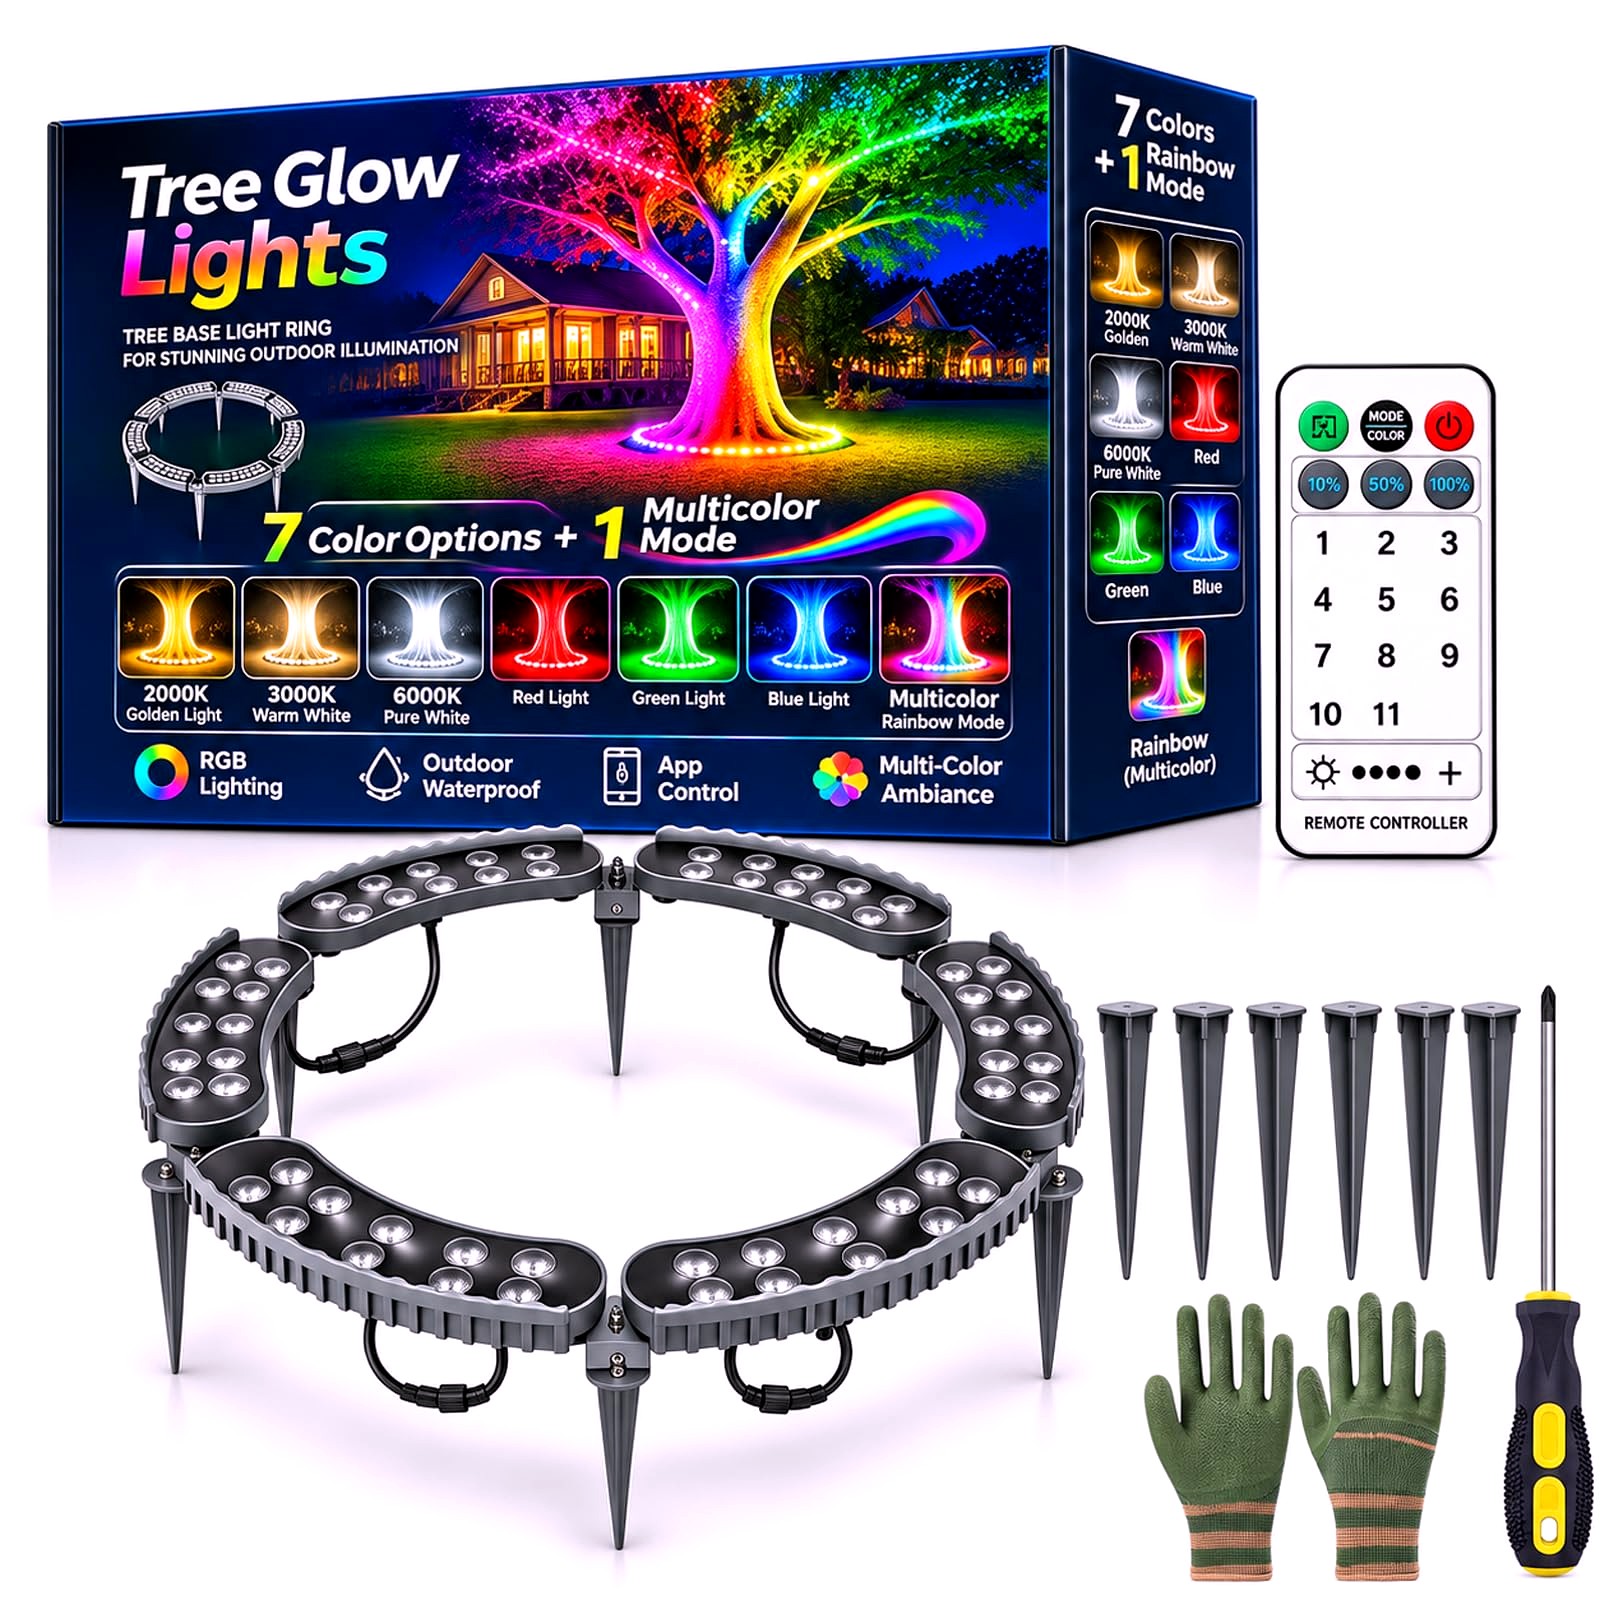 Tree Glow
Lights
TREE BASE LIGHT RING
FOR STUNNING OUTDOOR ILLUMINATION
7 Color Options + 1 Multicolor Mode
2000K
Golden Light
3000K
Warm White
6000K
Pure White
Red Light
Green Light
Blue Light
Multicolor
Rainbow Mode
RGB
Lighting
Outdoor
Waterproof
App
Control
Multi-Color
Ambiance
7 Colors
+ 1 Rainbow Mode
2000K
Golden
3000K
Warm White
6000K
Pure White
Red
Green
Blue
Rainbow
(Multicolor)
MODE
COLOR
10% 50% 100%
1 2 3
4 5 6
7 8 9
10 11
+
REMOTE CONTROLLER